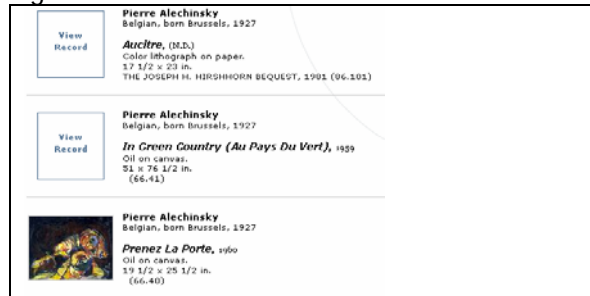 Pierre Alechinsky
Belgian, born Brussels, 1927
View
Record
Aucitre, (N.D.)
Color lithograph on paper.
17 1/2 x 23 in.
THE JOSEPH H. HIRSHHORN BEQUEST, 1981 (86.101)
Pierre Alechinsky
Belgian, born Brussels, 1927
View
Record
In Green Country (Au Pays Du Vert), 1959
Oil on canvas.
51 x 76 1/2 in.
(66.41)
Pierre Alechinsky
Belgian, born Brussels, 1927
Prenez La Porte, 1960
Oil on canvas.
19 1/2 x 25 1/2 in.
(66.40)